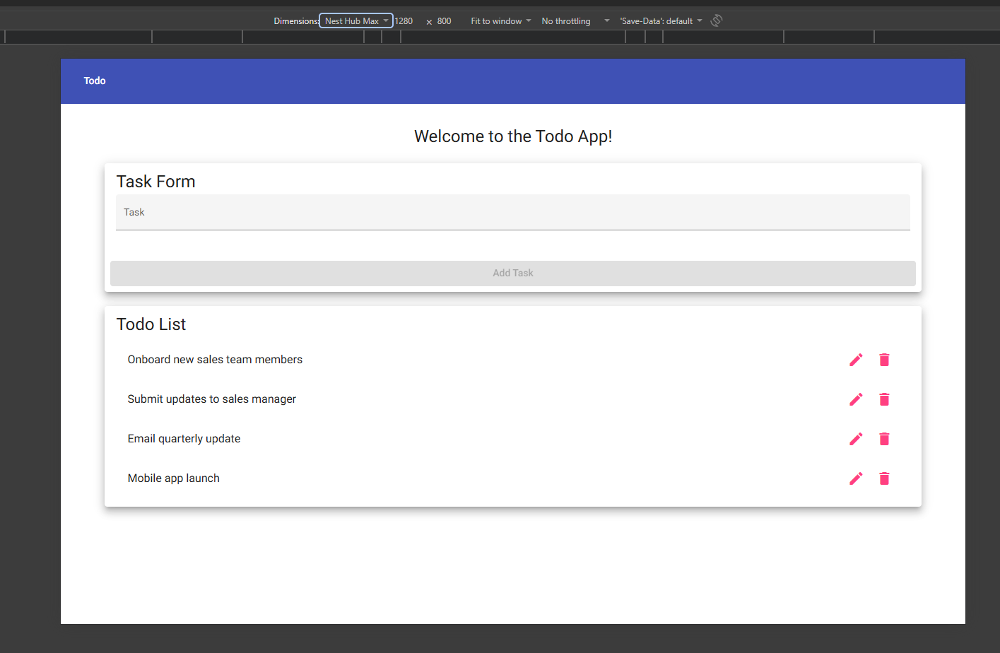 Dimensions: Nest Hub Max 1280 × 800 Fit to window No throttling 'Save-Data': default
Todo
Welcome to the Todo App!
Task Form
Task
Add Task
Todo List
Onboard new sales team members
Submit updates to sales manager
Email quarterly update
Mobile app launch